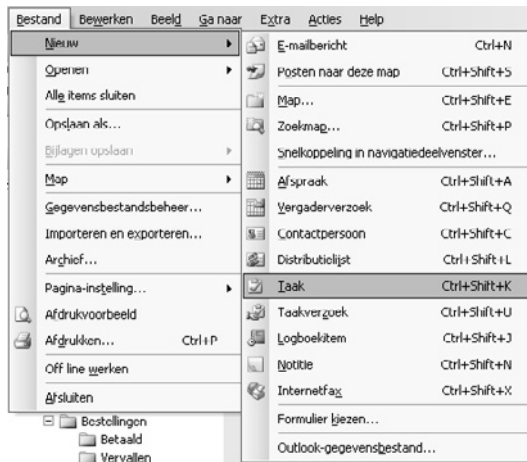 Bestand Bewerken Beeld Ga naar Extra Acties Help
Nieuw
Openen
Alle items sluiten
Opslaan als...
Bijlagen opslaan
Map
Gegevensbestandsbeheer...
Importeren en exporteren...
Archief...
Pagina-instelling...
Afdrukvoorbeeld
Afdrukken... Ctrl+P
Off line werken
Afsluiten
E-mailbericht Ctrl+N
Posten naar deze map Ctrl+Shift+S
Map... Ctrl+Shift+E
Zoekmap... Ctrl+Shift+P
Snelkoppeling in navigatiedeelvenster...
Afspraak Ctrl+Shift+A
Vergaderverzoek Ctrl+Shift+Q
Contactpersoon Ctrl+Shift+C
Distributielijst Ctrl+Shift+L
Taak Ctrl+Shift+K
Taakverzoek Ctrl+Shift+U
Logboekitem Ctrl+Shift+J
Notitie Ctrl+Shift+N
Internetfax Ctrl+Shift+X
Formulier kiezen...
Outlook-gegevensbestand...
Bestellingen
Betaald
Vervallen